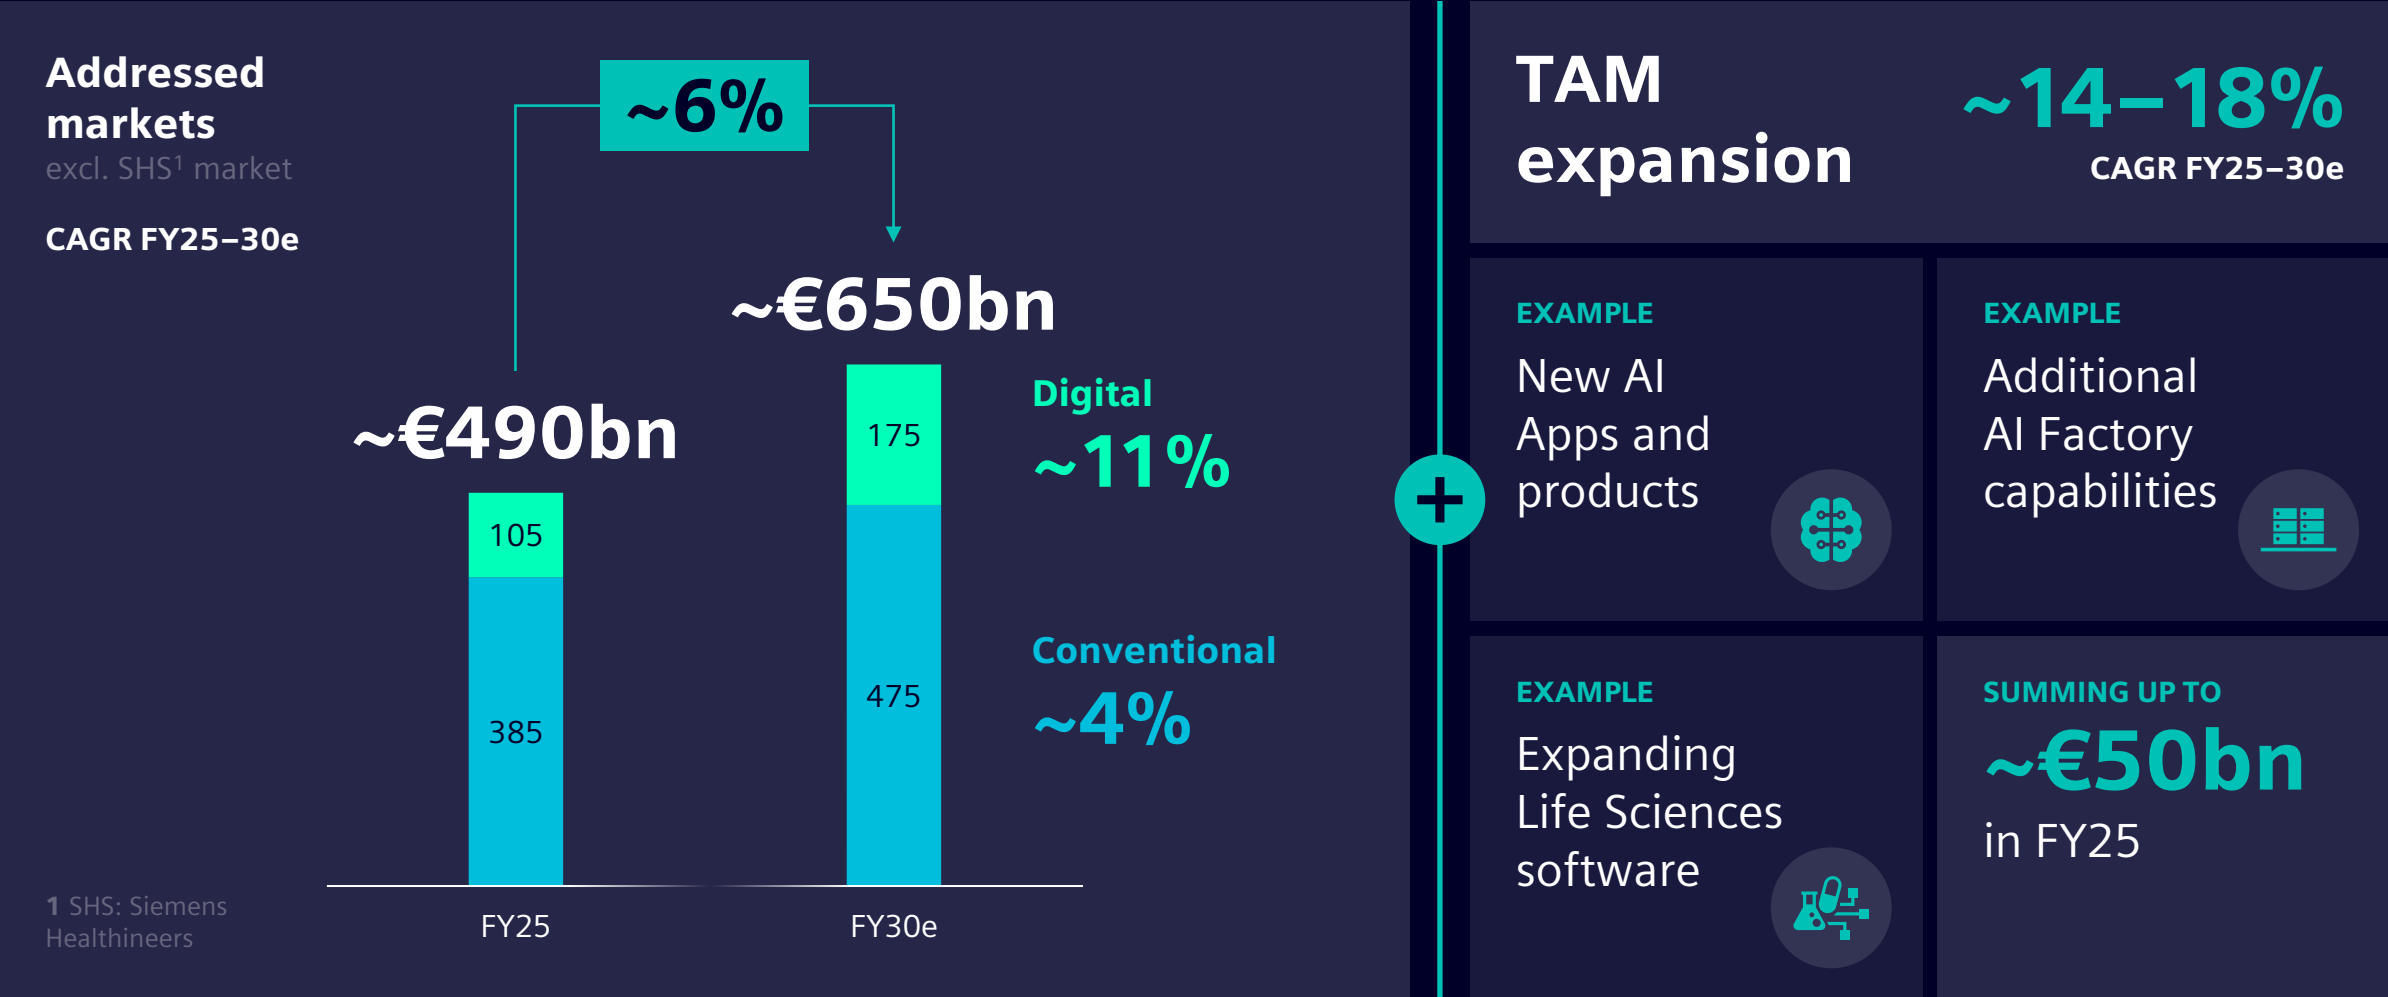 Addressed
markets
excl. SHS¹ market
CAGR FY25–30e
~6%
~€490bn
~€650bn
105
385
175
475
Digital
~11%
Conventional
~4%
FY25
FY30e
1 SHS: Siemens
Healthineers
+
TAM
expansion
~14–18%
CAGR FY25–30e
EXAMPLE
New AI
Apps and
products
EXAMPLE
Additional
AI Factory
capabilities
EXAMPLE
Expanding
Life Sciences
software
SUMMING UP TO
~€50bn
in FY25